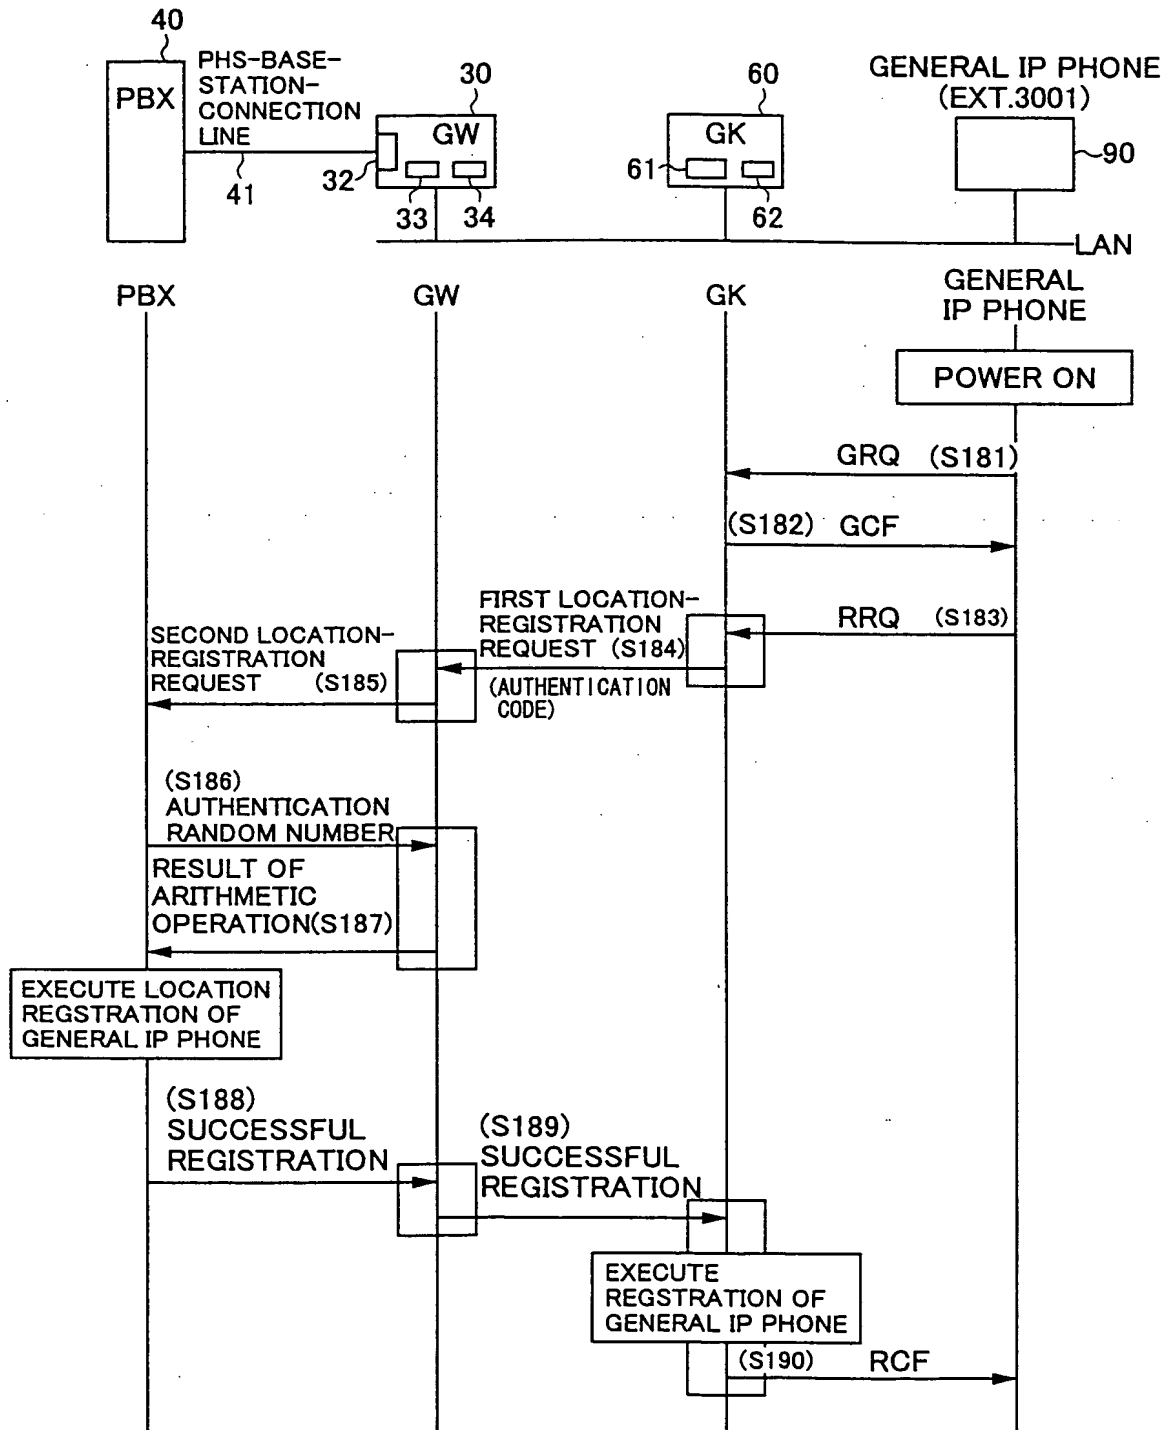 40
PBX
PHS-BASE-
STATION-
CONNECTION
LINE
41
30
GW
32
33
34
60
GK
61
62
GENERAL IP PHONE
(EXT.3001)
90
LAN
PBX
GW
GK
GENERAL
IP PHONE
POWER ON
GRQ (S181)
(S182) GCF
RRQ (S183)
FIRST LOCATION-
REGISTRATION
REQUEST (S184)
(AUTHENTICATION
CODE)
SECOND LOCATION-
REGISTRATION
REQUEST (S185)
(S186)
AUTHENTICATION
RANDOM NUMBER
RESULT OF
ARITHMETIC
OPERATION(S187)
EXECUTE LOCATION
REGSTRATION OF
GENERAL IP PHONE
(S188)
SUCCESSFUL
REGISTRATION
(S189)
SUCCESSFUL
REGISTRATION
EXECUTE
REGSTRATION OF
GENERAL IP PHONE
(S190) RCF